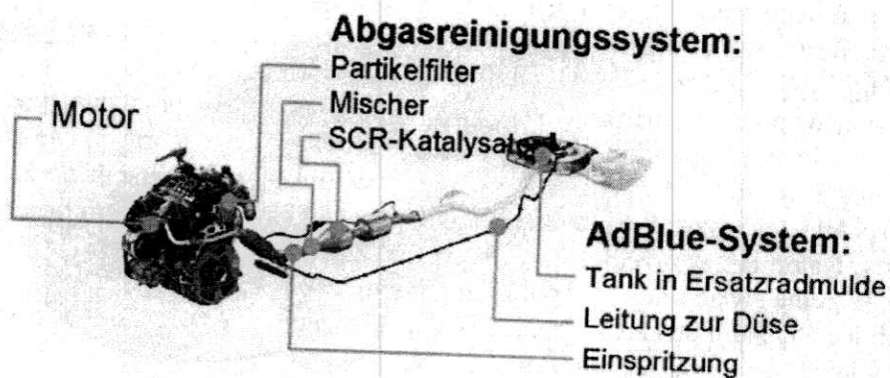 Abgasreinigungssystem:
Partikelfilter
Mischer
SCR-Katalysator
Motor
AdBlue-System:
Tank in Ersatzradmulde
Leitung zur Düse
Einspritzung